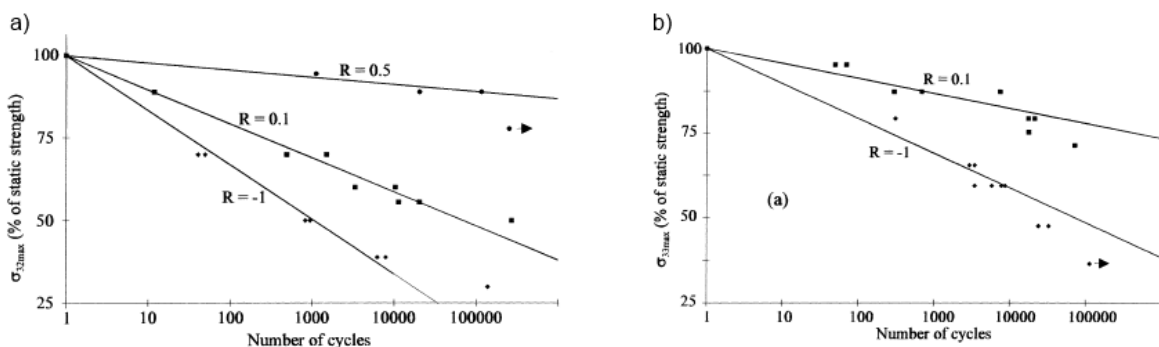 a)
100
75
50
25
σ32max (% of static strength)
R = 0.5
R = 0.1
R = -1
1 10 100 1000 10000 100000
Number of cycles
b)
100
75
50
25
σ33max (% of static strength)
R = 0.1
R = -1
(a)
1 10 100 1000 10000 100000
Number of cycles